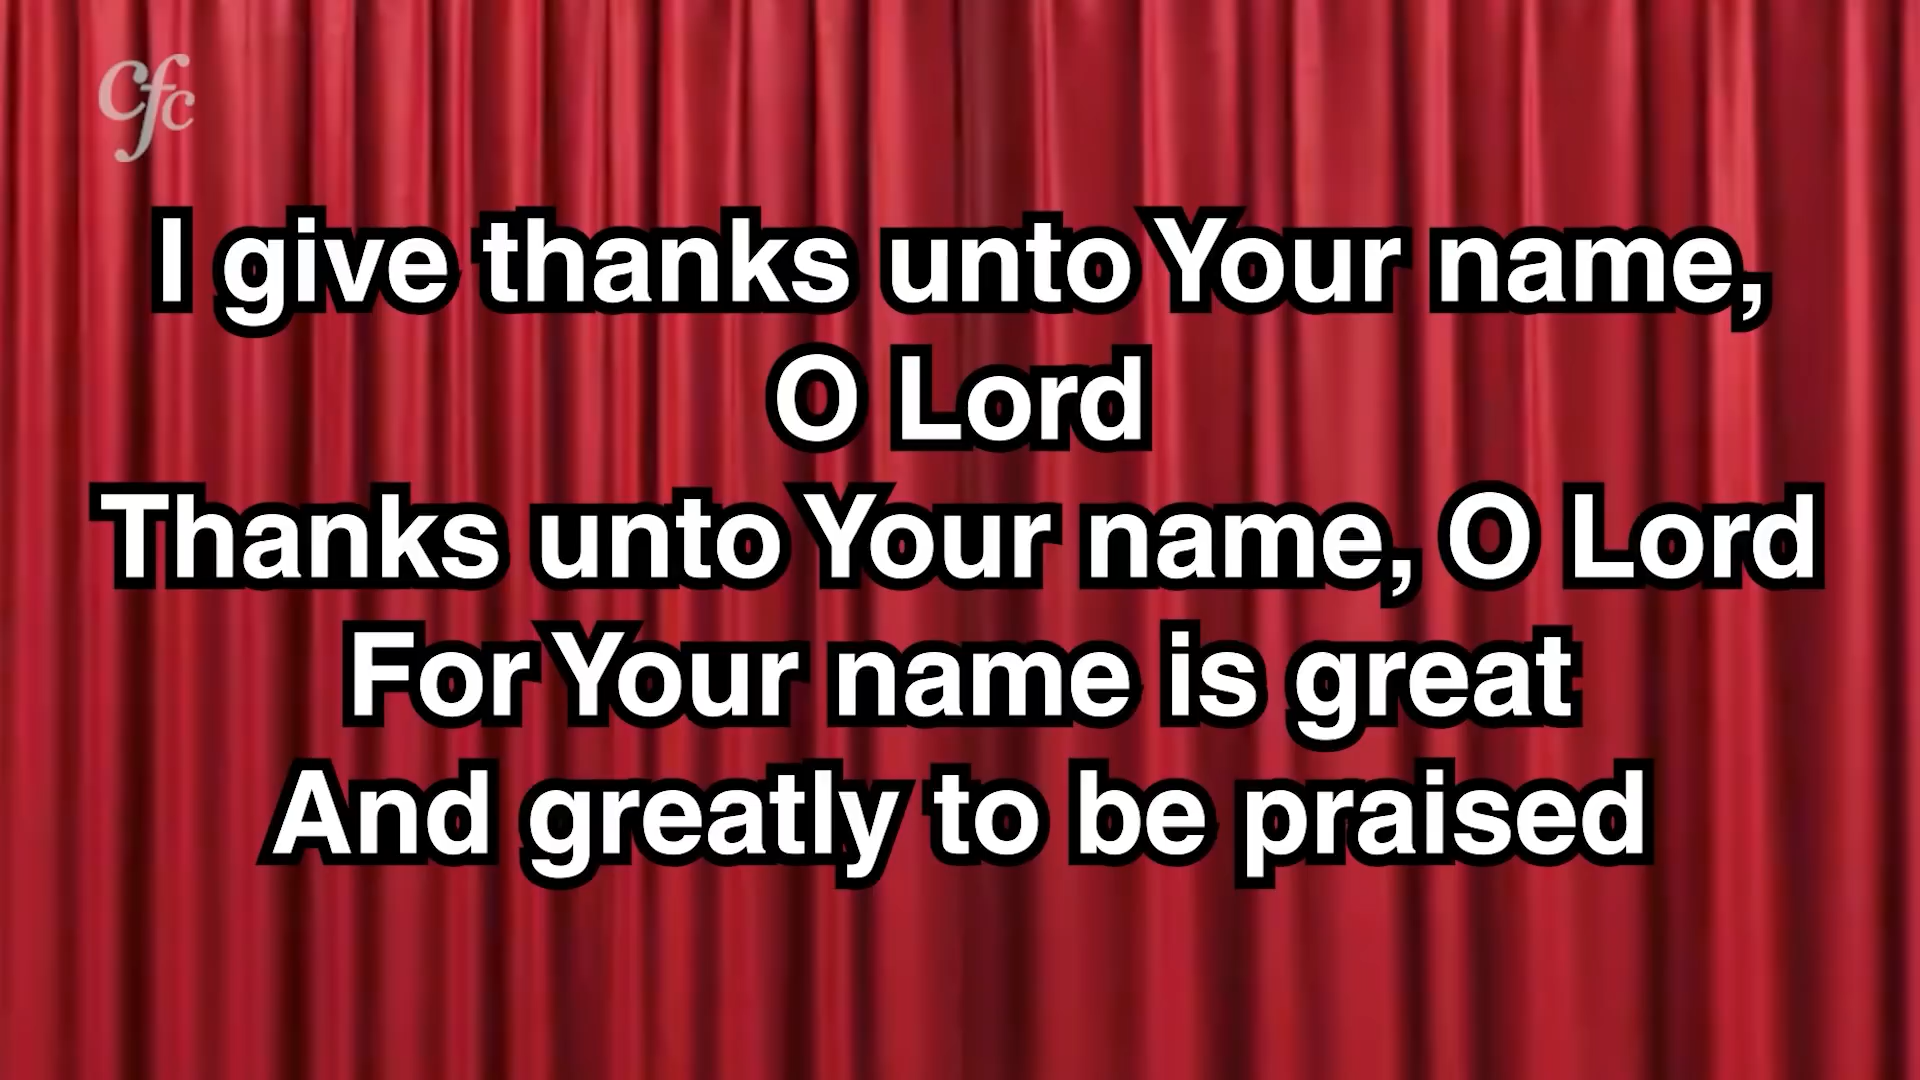 cfc
I give thanks unto Your name,
O Lord
Thanks unto Your name, O Lord
For Your name is great
And greatly to be praised